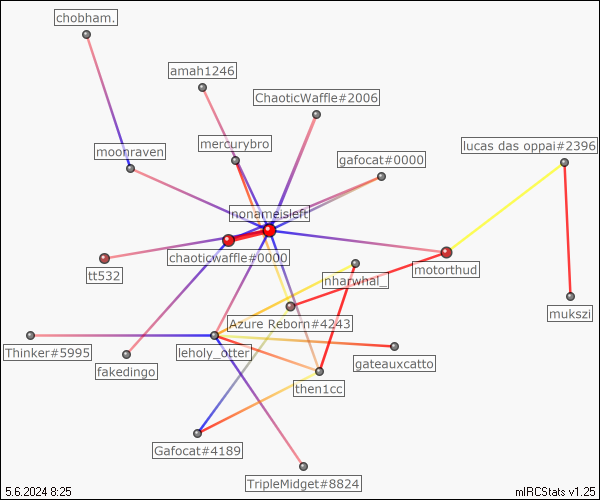 chobham.
amah1246
ChaoticWaffle#2006
mercurybro
lucas das oppai#2396
moonraven
gafocat#0000
nonameisleft
chaoticwaffle#0000
tt532
motorthud
nharwhal_
mukszi
Azure Reborn#4243
Thinker#5995
leholy_otter
gateauxcatto
fakedingo
then1cc
Gafocat#4189
TripleMidget#8824
5.6.2024 8:25
mIRCStats v1.25